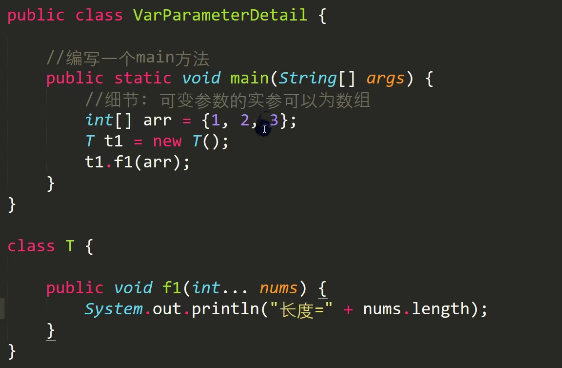 public class VarParameterDetail {
//编写一个main方法
public static void main(String[] args) {
//细节: 可变参数的实参可以为数组
int[] arr = {1, 2, 3};
T t1 = new T();
t1.f1(arr);
}
}
class T {
public void f1(int... nums) {
System.out.println("长度=" + nums.length);
}
}